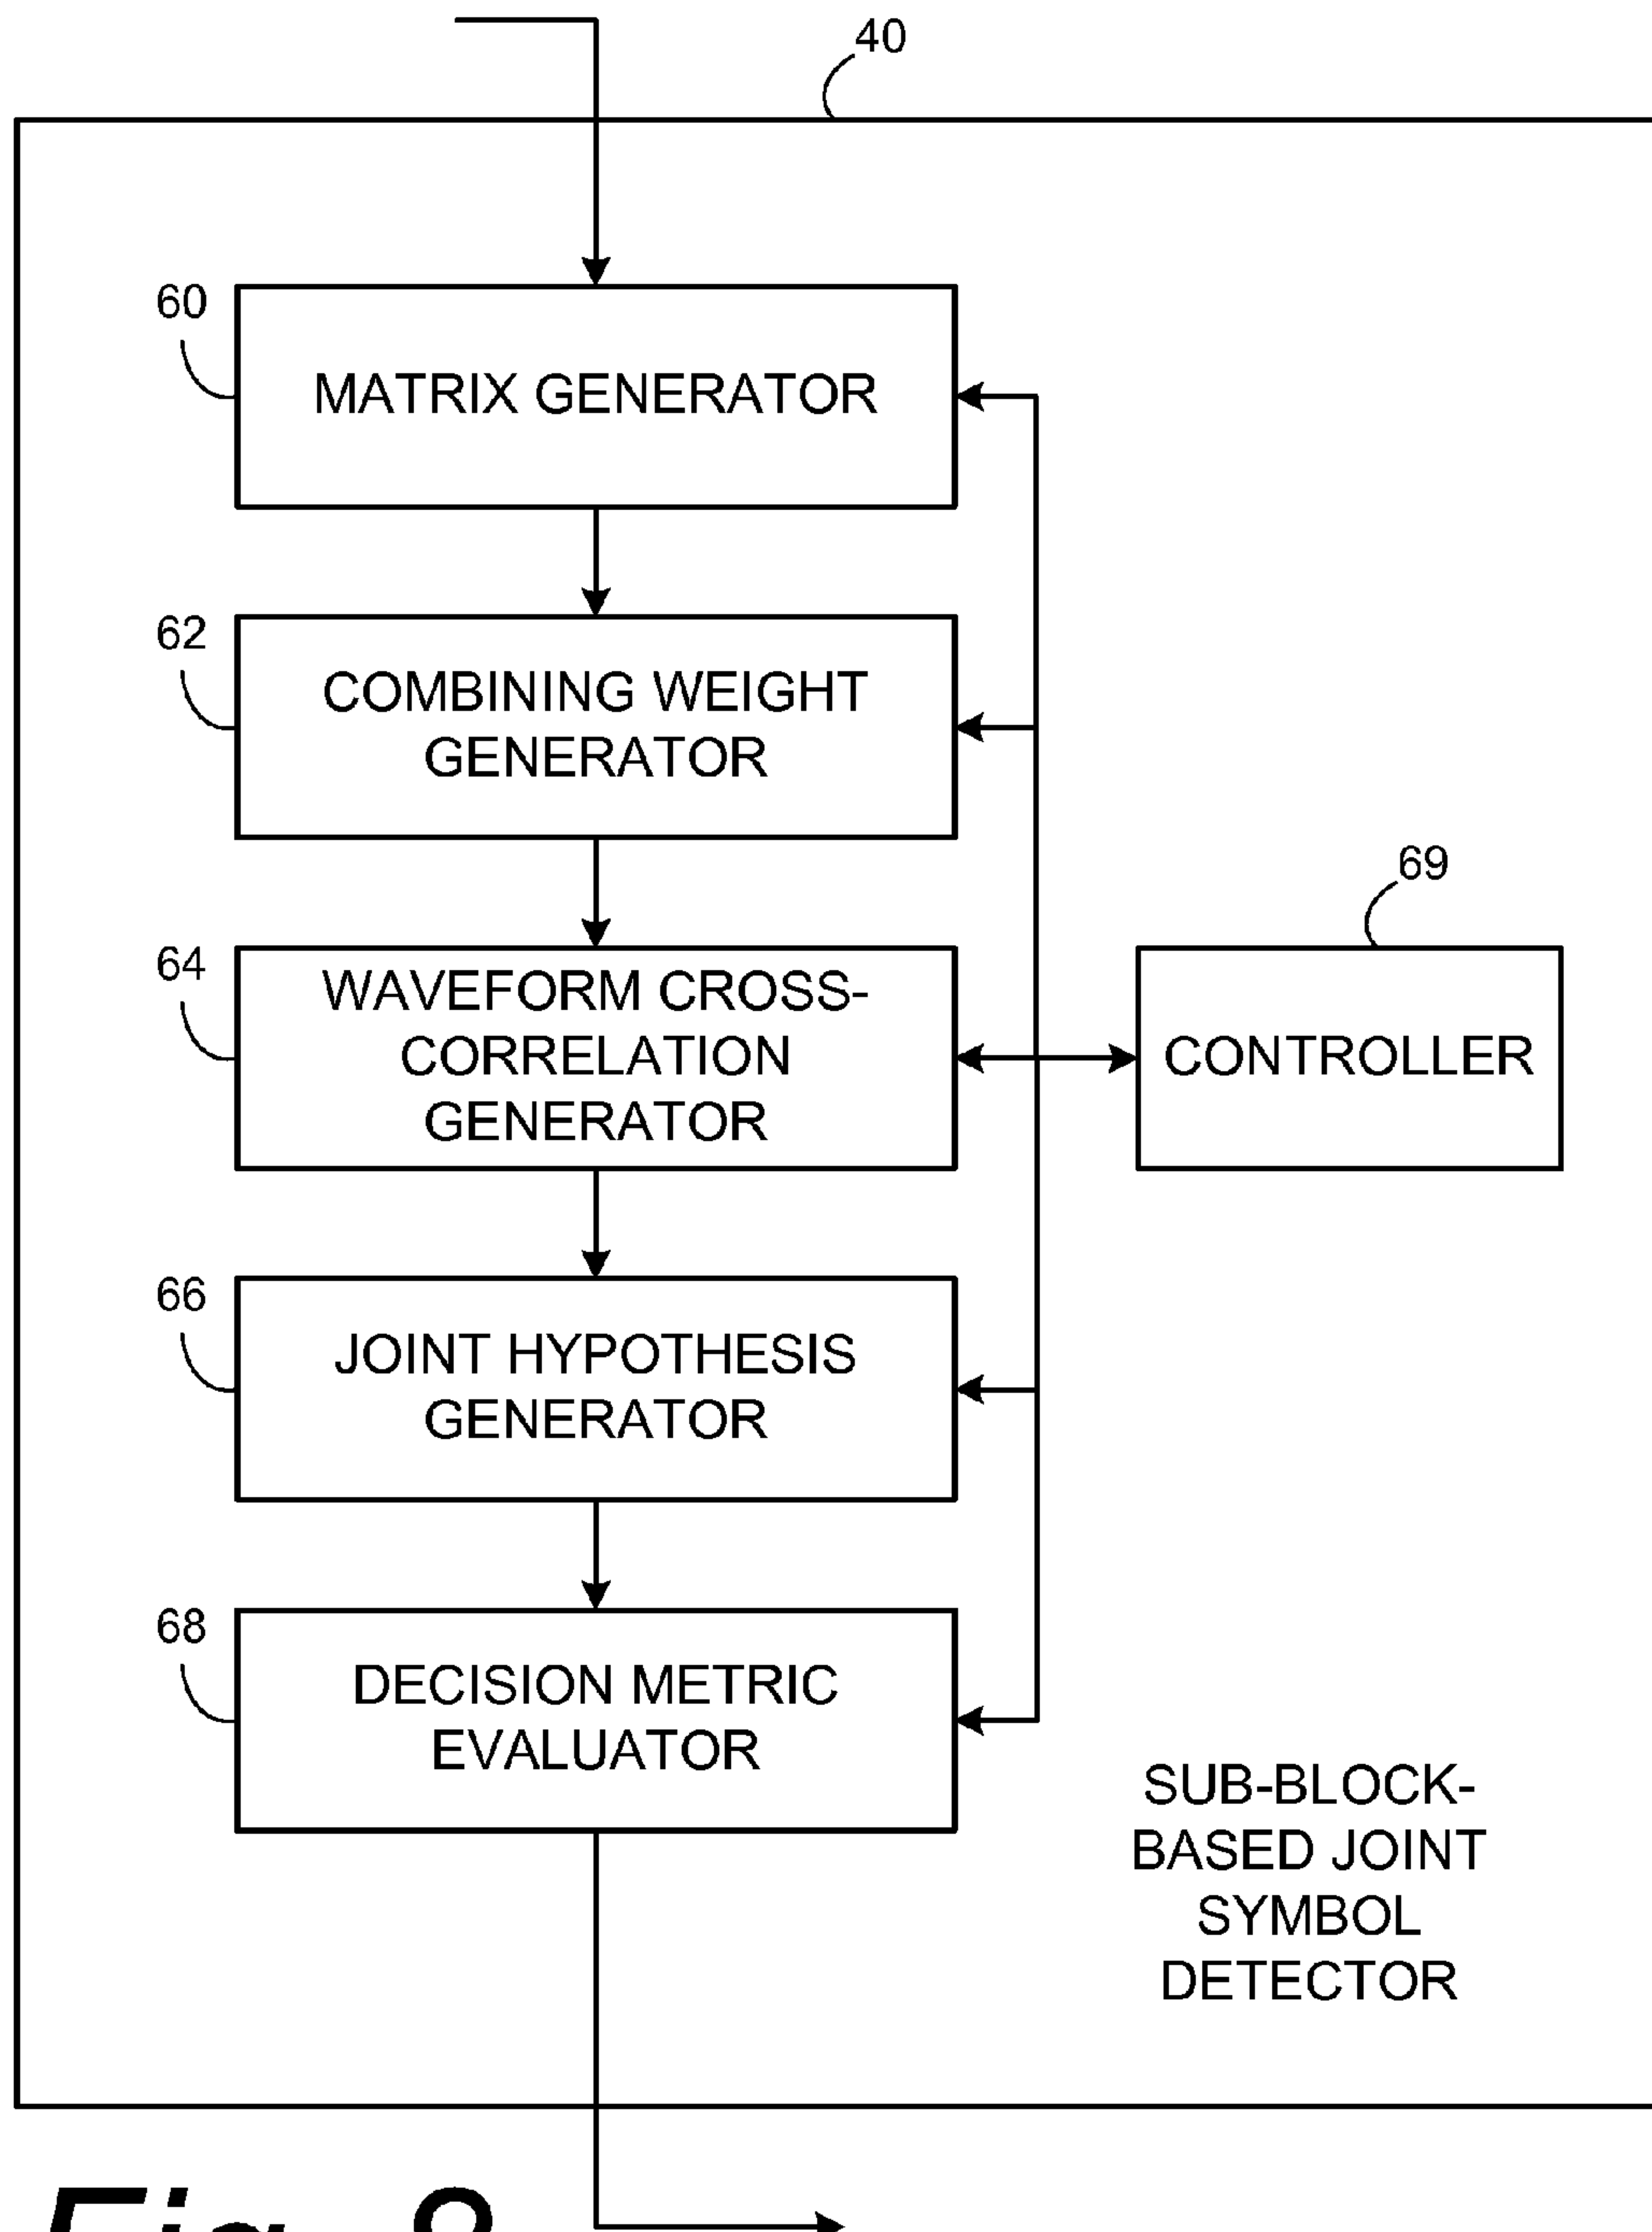 40
60
MATRIX GENERATOR
62
COMBINING WEIGHT
GENERATOR
69
64
WAVEFORM CROSS-
CORRELATION
GENERATOR
CONTROLLER
66
JOINT HYPOTHESIS
GENERATOR
68
DECISION METRIC
EVALUATOR
SUB-BLOCK-
BASED JOINT
SYMBOL
DETECTOR